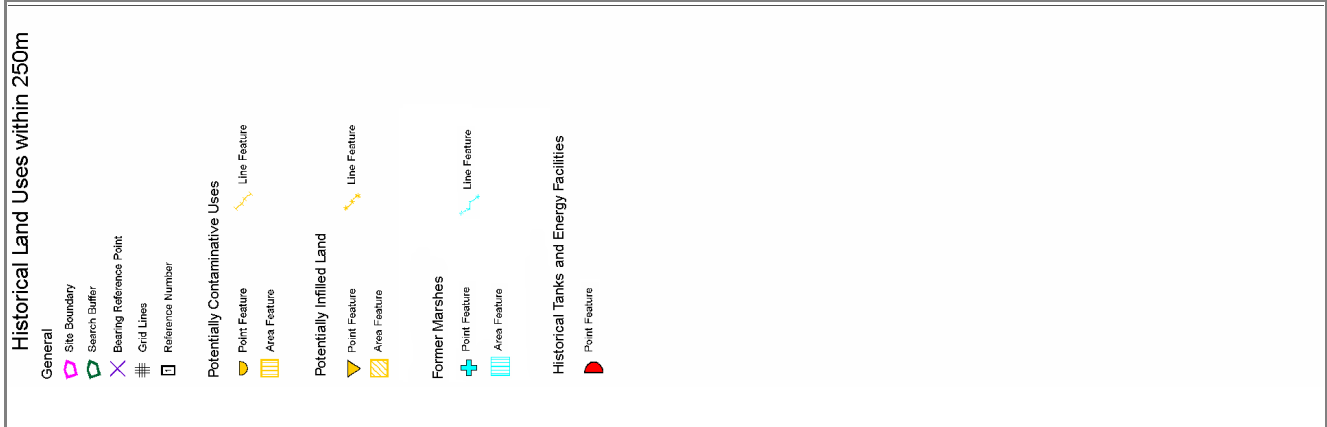 Historical Land Uses within 250m
General
Site Boundary
Search Buffer
Bearing Reference Point
Grid Lines
1 Reference Number
Potentially Contaminative Uses
Point Feature Line Feature
Area Feature
Potentially Infilled Land
Point Feature Line Feature
Area Feature
Former Marshes
Point Feature Line Feature
Area Feature
Historical Tanks and Energy Facilities
Point Feature